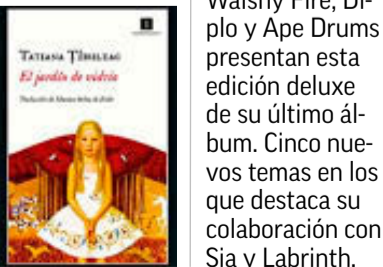 TATIANA ȚÎBULEAC
El jardín de vidrio
Walshy Fire, Di-
plo y Ape Drums
presentan esta
edición deluxe
de su último ál-
bum. Cinco nue-
vos temas en los
que destaca su
colaboración con
Sia y Labrinth.